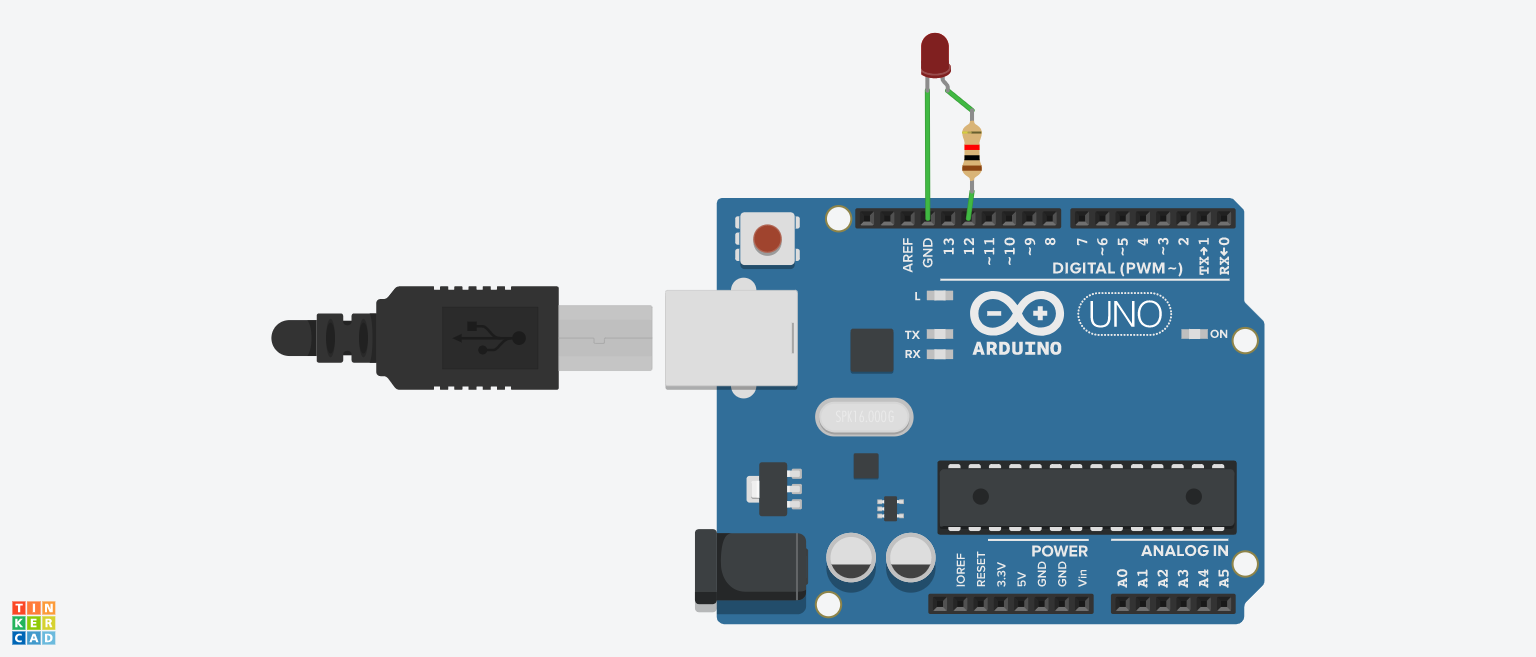 AREF
GND
13
12
~11
~10
~9
8
7
~6
~5
4
~3
2
TX→1
RX←0
DIGITAL (PWM~)
L
TX
RX
ARDUINO
UNO
ON
SPK16.000G
POWER
ANALOG IN
IOREF
RESET
3.3V
5V
GND
GND
Vin
A0
A1
A2
A3
A4
A5
TIN
KER
CAD